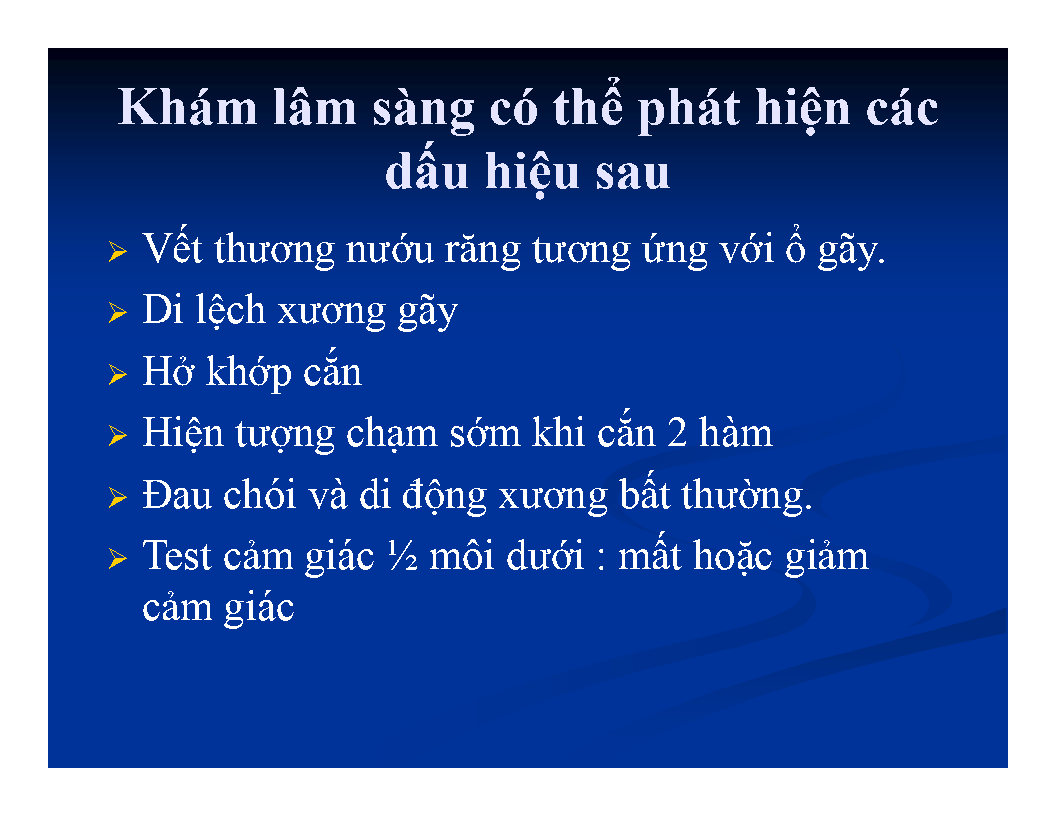 Khám lâm sàng có thể phát hiện các
dấu hiệu sau
Vết thương nướu răng tương ứng với ổ gãy.
Di lệch xương gãy
Hở khớp cắn
Hiện tượng chạm sớm khi cắn 2 hàm
Đau chói và di động xương bất thường.
Test cảm giác ½ môi dưới : mất hoặc giảm
cảm giác